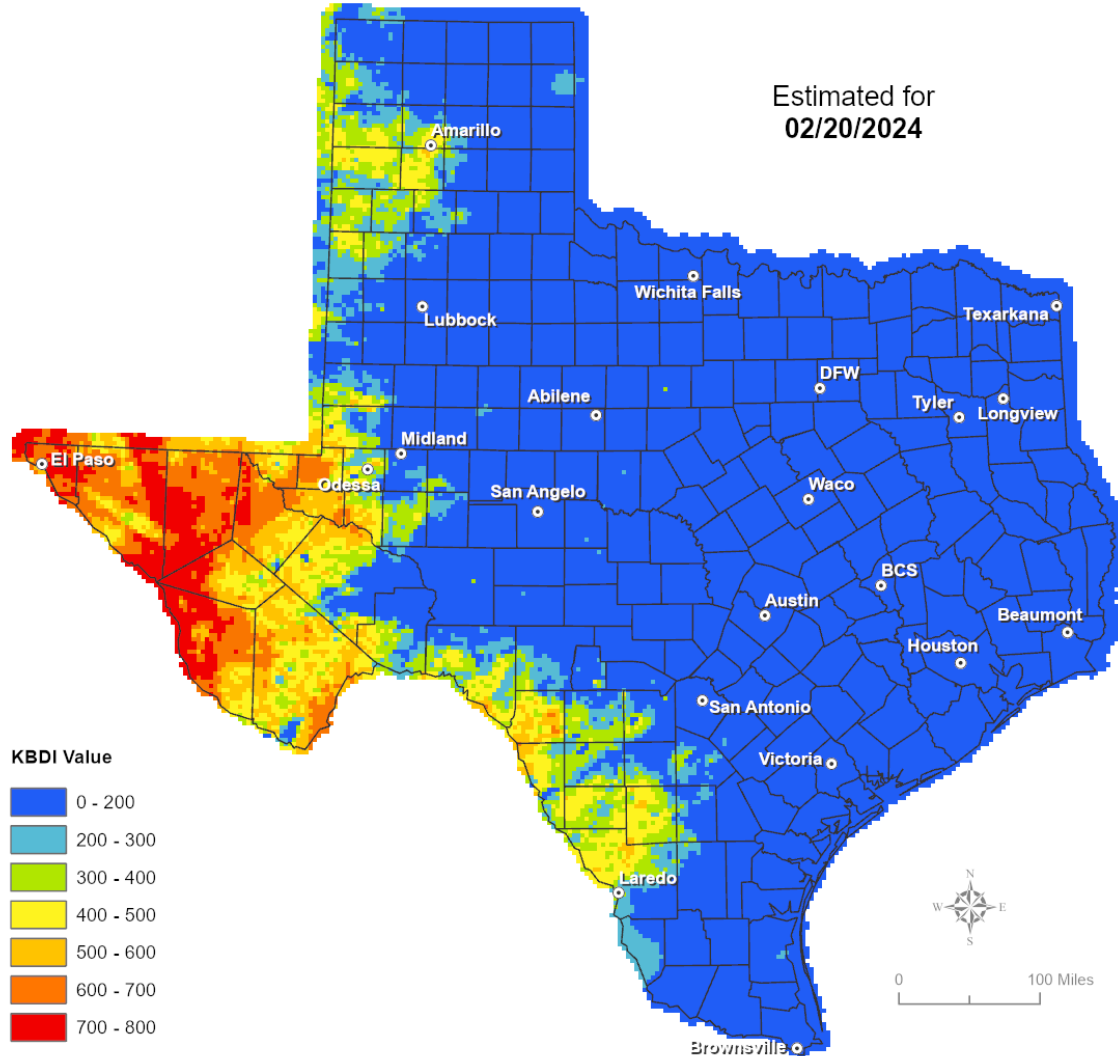 Estimated for
02/20/2024
Amarillo
Wichita Falls
Lubbock
Texarkana
DFW
Abilene
Tyler
Longview
Midland
El Paso
Odessa
San Angelo
Waco
BCS
Austin
Beaumont
Houston
San Antonio
Victoria
KBDI Value
0 - 200
200 - 300
300 - 400
400 - 500
500 - 600
600 - 700
700 - 800
Laredo
N
W E
S
0 100 Miles
Brownsville